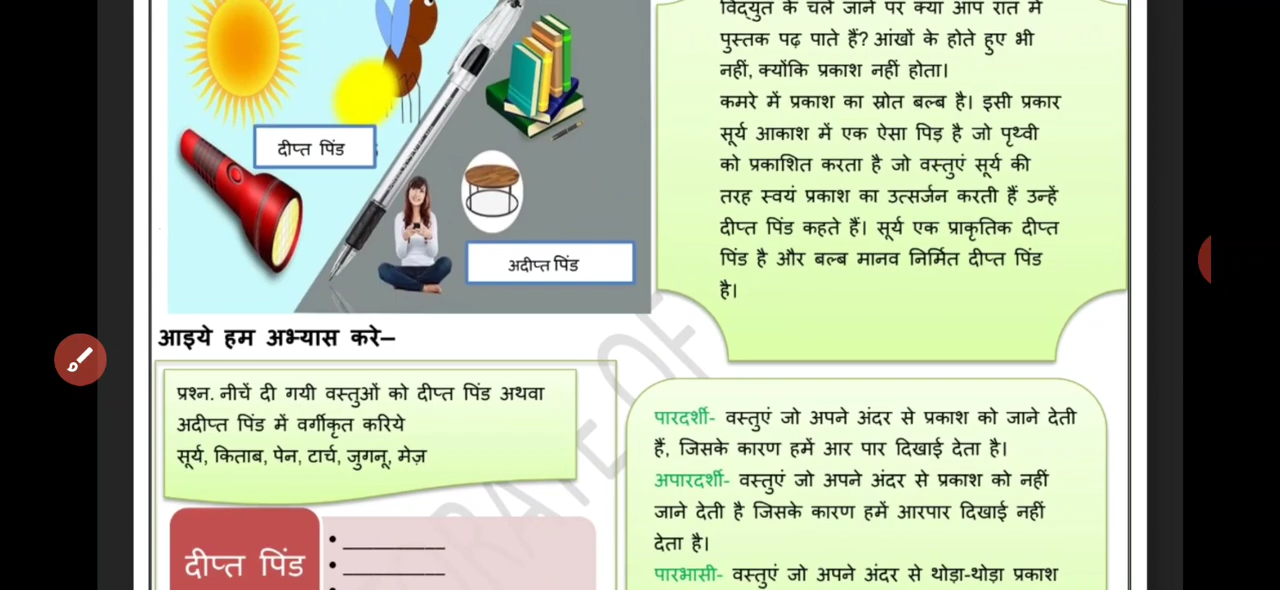 दीप्त पिंड
अदीप्त पिंड
विद्युत के चले जाने पर क्या आप रात में
पुस्तक पढ़ पाते हैं? आंखों के होते हुए भी
नहीं, क्योंकि प्रकाश नहीं होता।
कमरे में प्रकाश का स्रोत बल्ब है। इसी प्रकार
सूर्य आकाश में एक ऐसा पिड़ है जो पृथ्वी
को प्रकाशित करता है जो वस्तुएं सूर्य की
तरह स्वयं प्रकाश का उत्सर्जन करती हैं उन्हें
दीप्त पिंड कहते हैं। सूर्य एक प्राकृतिक दीप्त
पिंड है और बल्ब मानव निर्मित दीप्त पिंड
है।
आइये हम अभ्यास करे–
प्रश्न. नीचें दी गयी वस्तुओं को दीप्त पिंड अथवा
अदीप्त पिंड में वर्गीकृत करिये
सूर्य, किताब, पेन, टार्च, जुगनू, मेज़
दीप्त पिंड
पारदर्शी- वस्तुएं जो अपने अंदर से प्रकाश को जाने देती
हैं, जिसके कारण हमें आर पार दिखाई देता है।
अपारदर्शी- वस्तुएं जो अपने अंदर से प्रकाश को नहीं
जाने देती है जिसके कारण हमें आरपार दिखाई नहीं
देता है।
पारभासी- वस्तुएं जो अपने अंदर से थोड़ा-थोड़ा प्रकाश